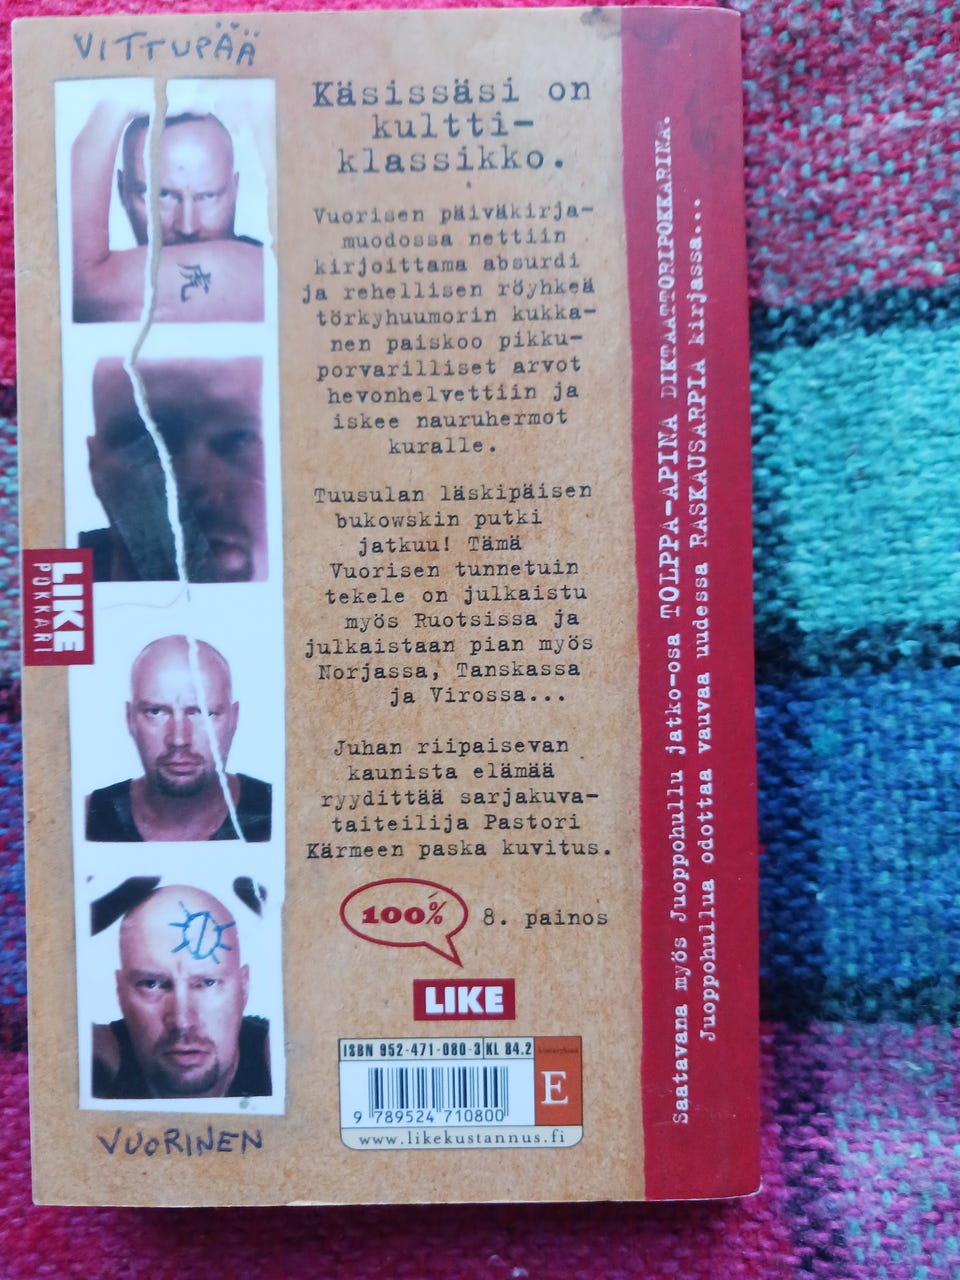 VITTUPÄÄ
Käsissäsi on
kultti-
klassikko.
Vuorisen päiväkirja-
muodossa nettiin
kirjoittama absurdi
ja rehellisen röyhkeä
törkyhuumorin kukka-
nen paiskoo pikku-
porvarilliset arvot
hevonhelvettiin ja
iskee nauruhermot
kuralle.
Tuusulan läskipäisen
bukowskin putki
jatkuu! Tämä
Vuorisen tunnetuin
tekele on julkaistu
myös Ruotsissa ja
julkaistaan pian myös
Norjassa, Tanskassa
ja Virossa...
Juhan riipaisevan
kaunista elämää
ryydittää sarjakuva-
taiteilija Pastori
Kärmeen paska kuvitus.
100%
8. painos
LIKE
ISBN 952-471-080-3 KL 84.2
E
9 789524 710800
www.likekustannus.fi
VUORINEN
LIKE
POKKARI
Saatavana myös Juoppohullu jatko-osa TOLPPA-APINA DIKTAATTORIPOKKARINA.
Juoppohullua odottaa vauvaa uudessa RASKAUSARPIA kirjassa...